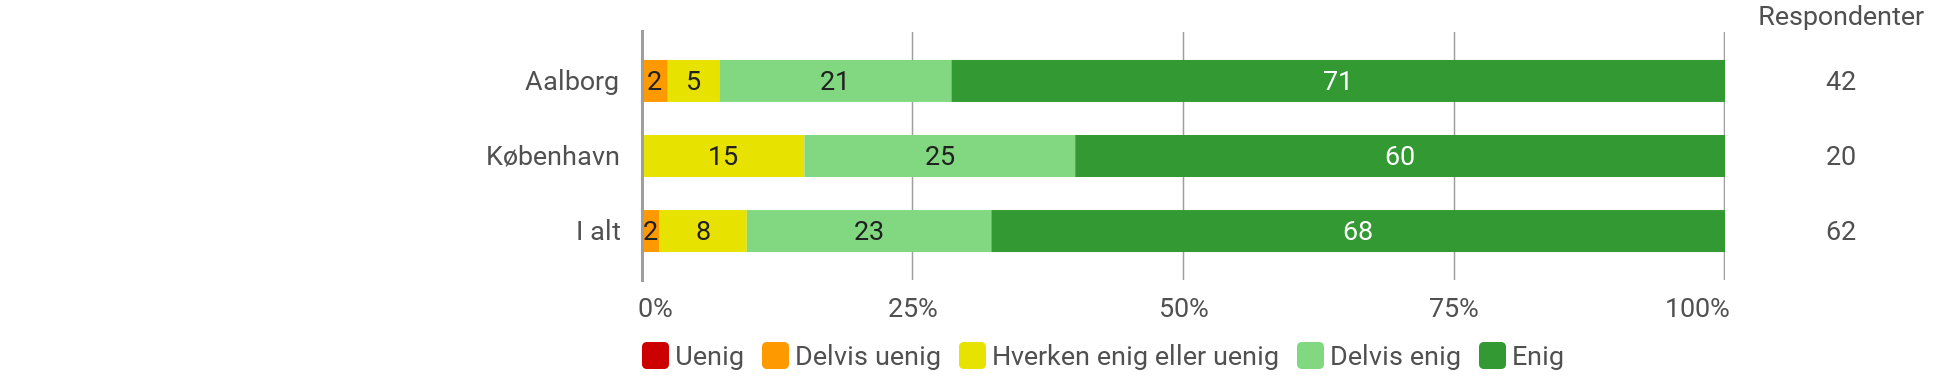 Respondenter
Aalborg 2 5 21 71 42
København 15 25 60 20
I alt 2 8 23 68 62
0% 25% 50% 75% 100%
Uenig Delvis uenig Hverken enig eller uenig Delvis enig Enig